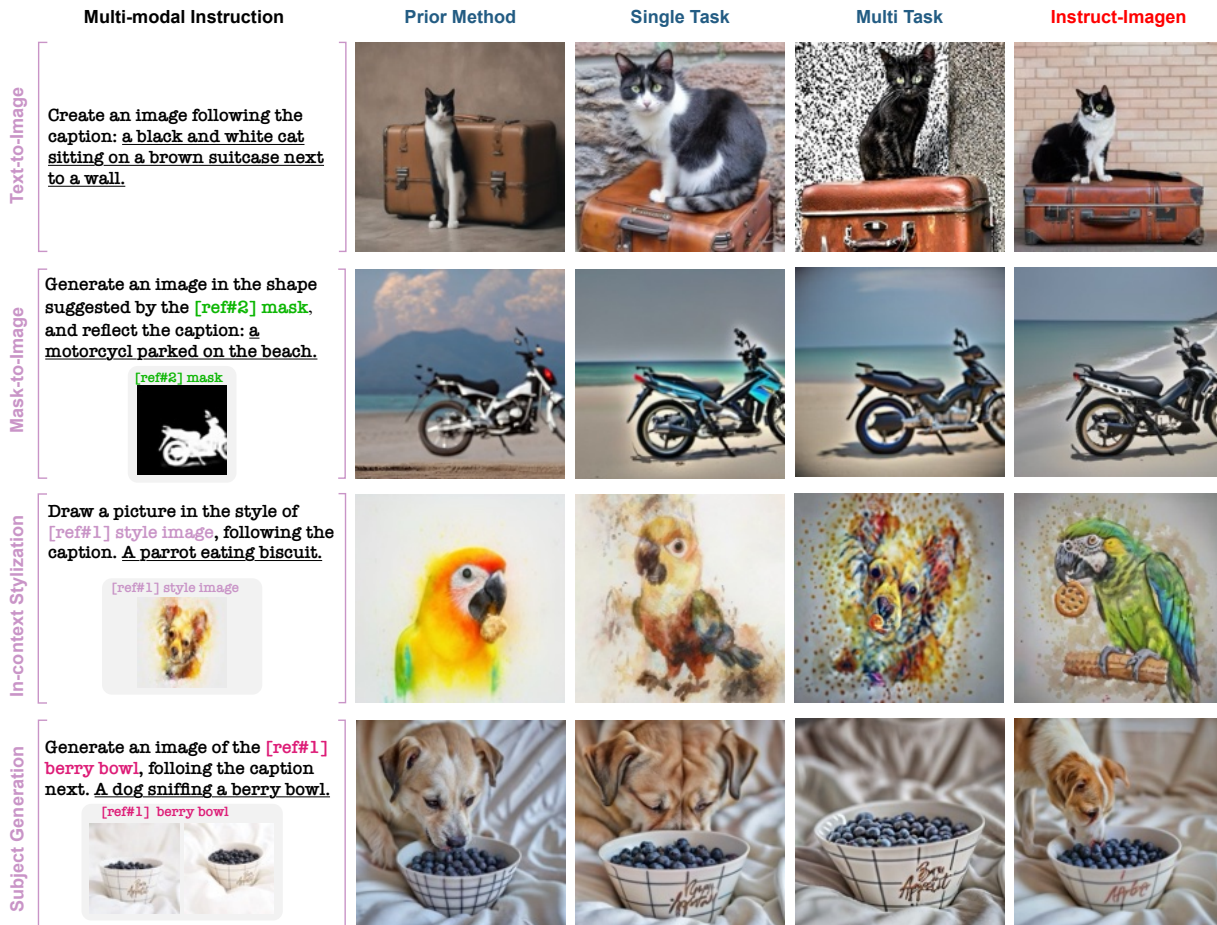 Multi-modal Instruction
Prior Method
Single Task
Multi Task
Instruct-Imagen
Text-to-Image
Create an image following the
caption: a black and white cat
sitting on a brown suitcase next
to a wall.
Mask-to-Image
Generate an image in the shape
suggested by the [ref#2] mask,
and reflect the caption: a
motorcycl parked on the beach.
[ref#2] mask
In-context Stylization
Draw a picture in the style of
[ref#1] style image, following the
caption. A parrot eating biscuit.
[ref#1] style image
Subject Generation
Generate an image of the [ref#1]
berry bowl, folloing the caption
next. A dog sniffing a berry bowl.
[ref#1] berry bowl